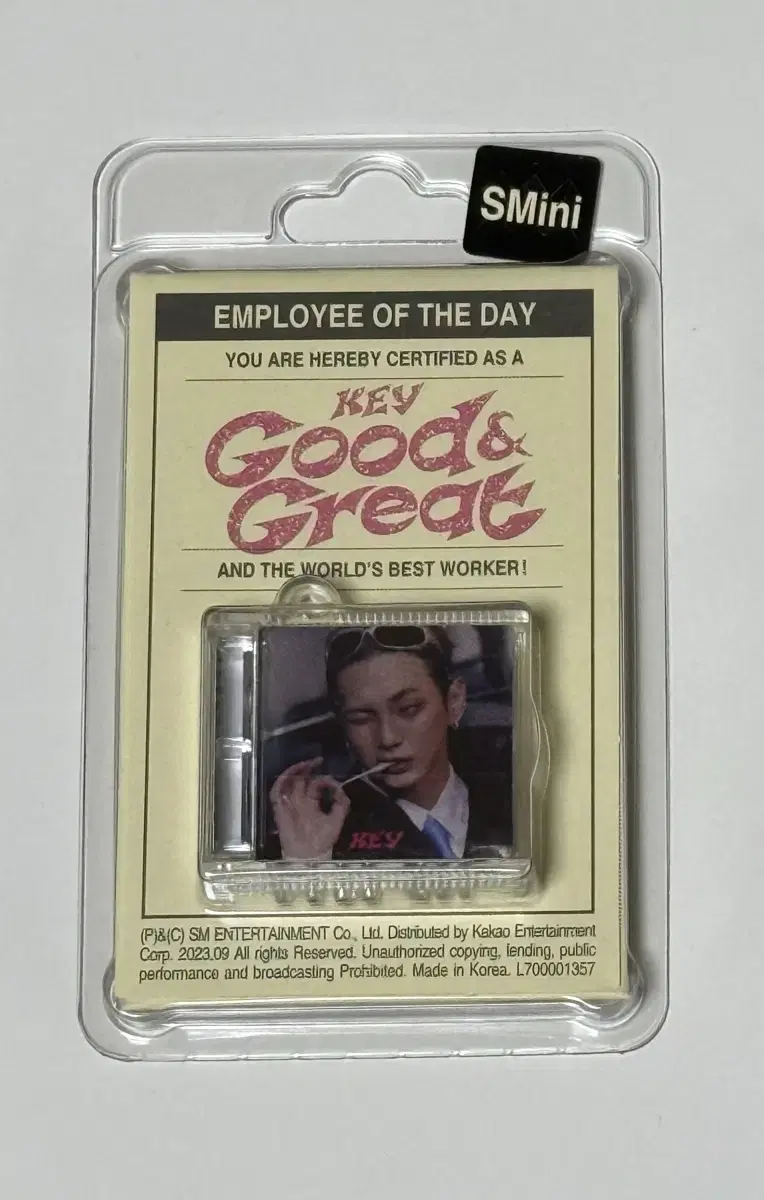 SMini
EMPLOYEE OF THE DAY
YOU ARE HEREBY CERTIFIED AS A
KEY
Good &
Great
AND THE WORLD'S BEST WORKER!
KEY
(P)&(C) SM ENTERTAINMENT Co., Ltd. Distributed by Kakao Entertainment
Corp. 2023.09 All rights Reserved. Unauthorized copying, lending, public
performance and broadcasting Prohibited. Made in Korea. L700001357